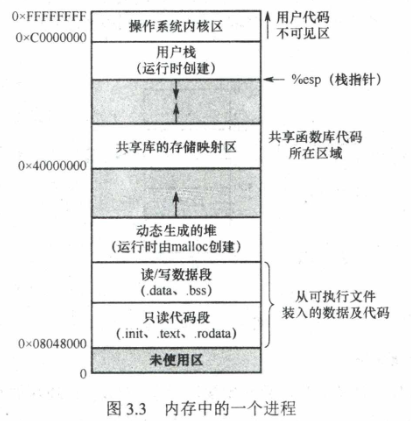 0×FFFFFFFF
操作系统内核区
用户代码
不可见区
0×C0000000
用户栈
(运行时创建)
%esp (栈指针)
共享库的存储映射区
共享函数库代码
所在区域
0×40000000
动态生成的堆
(运行时由malloc创建)
读/写数据段
(.data、.bss)
从可执行文件
装入的数据及代码
只读代码段
(.init、.text、.rodata)
0×08048000
未使用区
0
图 3.3 内存中的一个进程